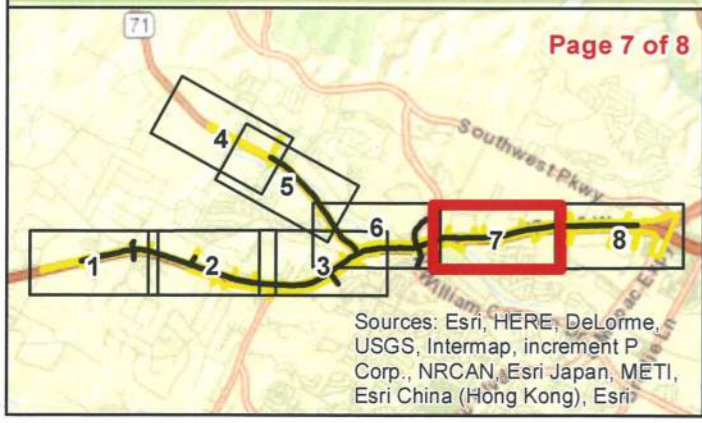 71
Page 7 of 8
Southwest Pkwy
4
5
6
7
8
1
2
3
William
Sources: Esri, HERE, DeLorme,
USGS, Intermap, increment P
Corp., NRCAN, Esri Japan, METI,
Esri China (Hong Kong), Esri